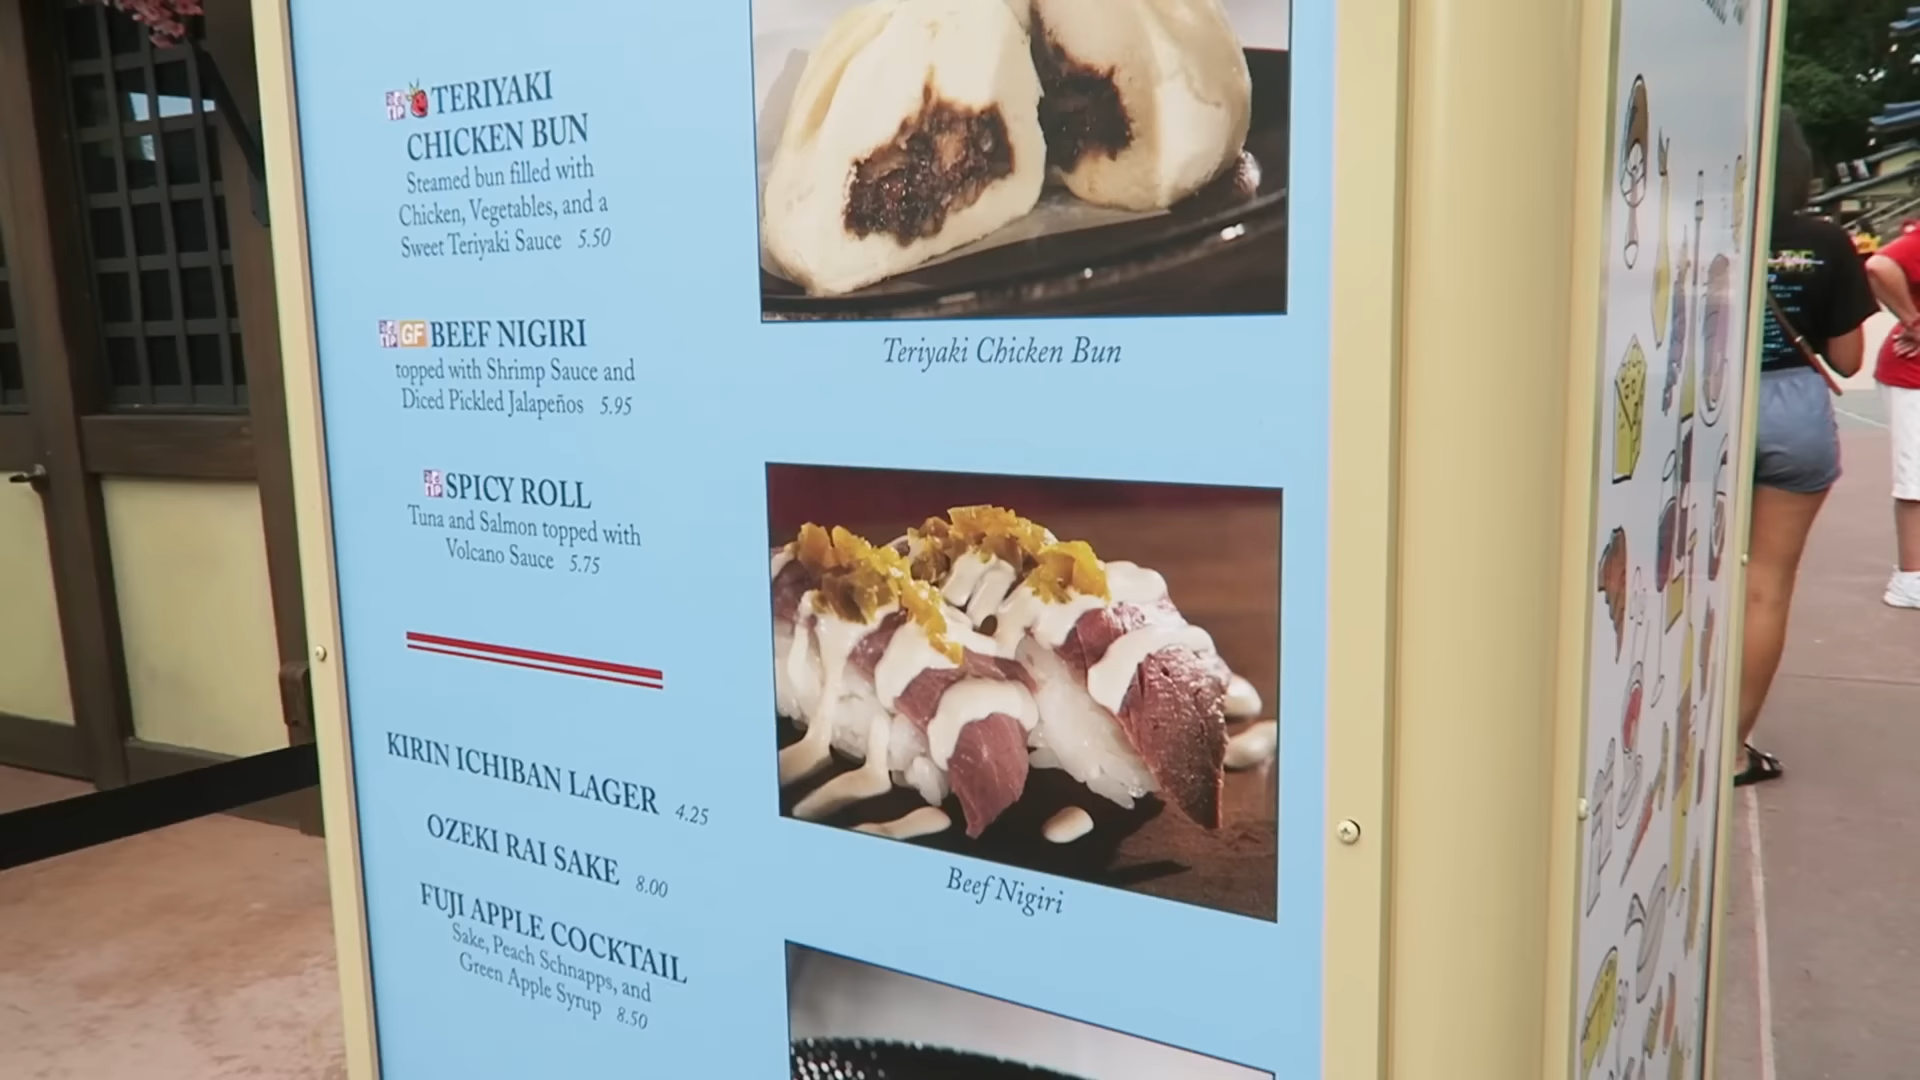 TERIYAKI
CHICKEN BUN
Steamed bun filled with
Chicken, Vegetables, and a
Sweet Teriyaki Sauce 5.50
GF BEEF NIGIRI
topped with Shrimp Sauce and
Diced Pickled Jalapeños 5.95
SPICY ROLL
Tuna and Salmon topped with
Volcano Sauce 5.75
KIRIN ICHIBAN LAGER 4.25
OZEKI RAI SAKE 8.00
FUJI APPLE COCKTAIL
Sake, Peach Schnapps, and
Green Apple Syrup 8.50
Teriyaki Chicken Bun
Beef Nigiri